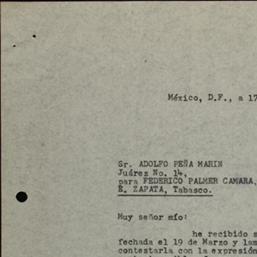 México, D.F., a 17
Sr. ADOLFO PEÑA MARIN
Juárez No. 14,
para FEDERICO PALMER CAMARA,
E. ZAPATA, Tabasco.
Muy señor mío:
he recibido s
fechada el 19 de Marzo y lam
contestarla con la expresión